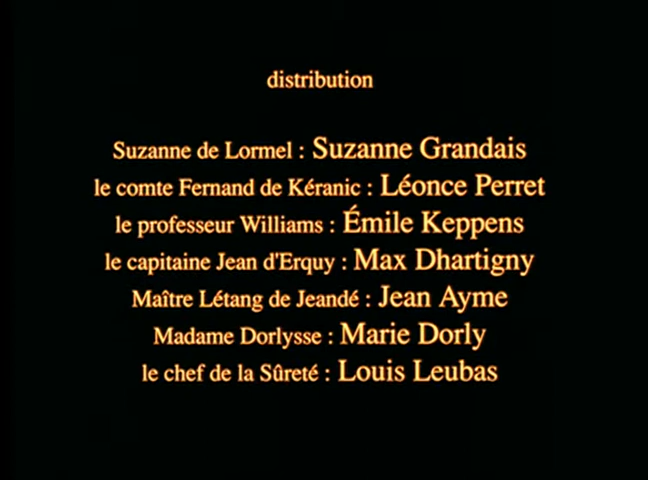 distribution
Suzanne de Lormel : Suzanne Grandais
le comte Fernand de Kéranic : Léonce Perret
le professeur Williams : Émile Keppens
le capitaine Jean d'Erquy : Max Dhartigny
Maître Létang de Jeandé : Jean Ayme
Madame Dorlysse : Marie Dorly
le chef de la Sûreté : Louis Leubas